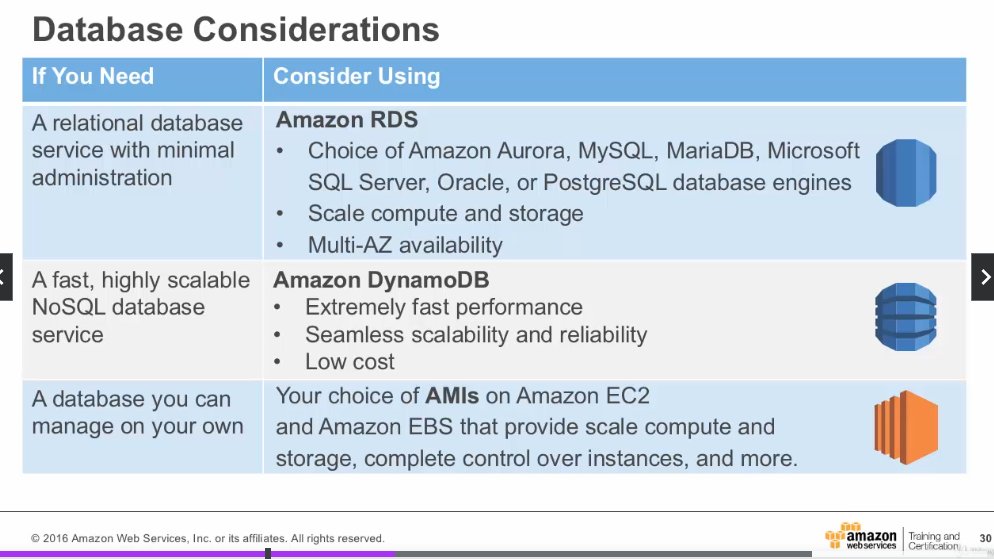 Database Considerations
If You Need
Consider Using
A relational database
service with minimal
administration
Amazon RDS
• Choice of Amazon Aurora, MySQL, MariaDB, Microsoft
SQL Server, Oracle, or PostgreSQL database engines
• Scale compute and storage
• Multi-AZ availability
A fast, highly scalable
NoSQL database
service
Amazon DynamoDB
• Extremely fast performance
• Seamless scalability and reliability
• Low cost
A database you can
manage on your own
Your choice of AMIs on Amazon EC2
and Amazon EBS that provide scale compute and
storage, complete control over instances, and more.
© 2016 Amazon Web Services, Inc. or its affiliates. All rights reserved.
amazon
web services
Training and
Certification
30